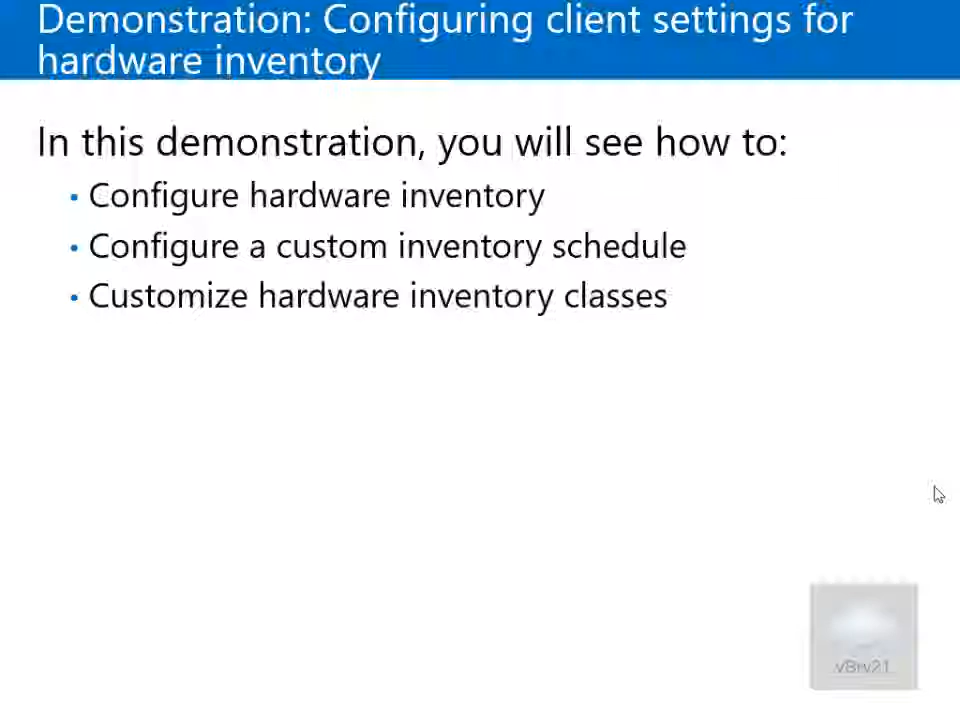 Demonstration: Configuring client settings for
hardware inventory
In this demonstration, you will see how to:
• Configure hardware inventory
• Configure a custom inventory schedule
• Customize hardware inventory classes